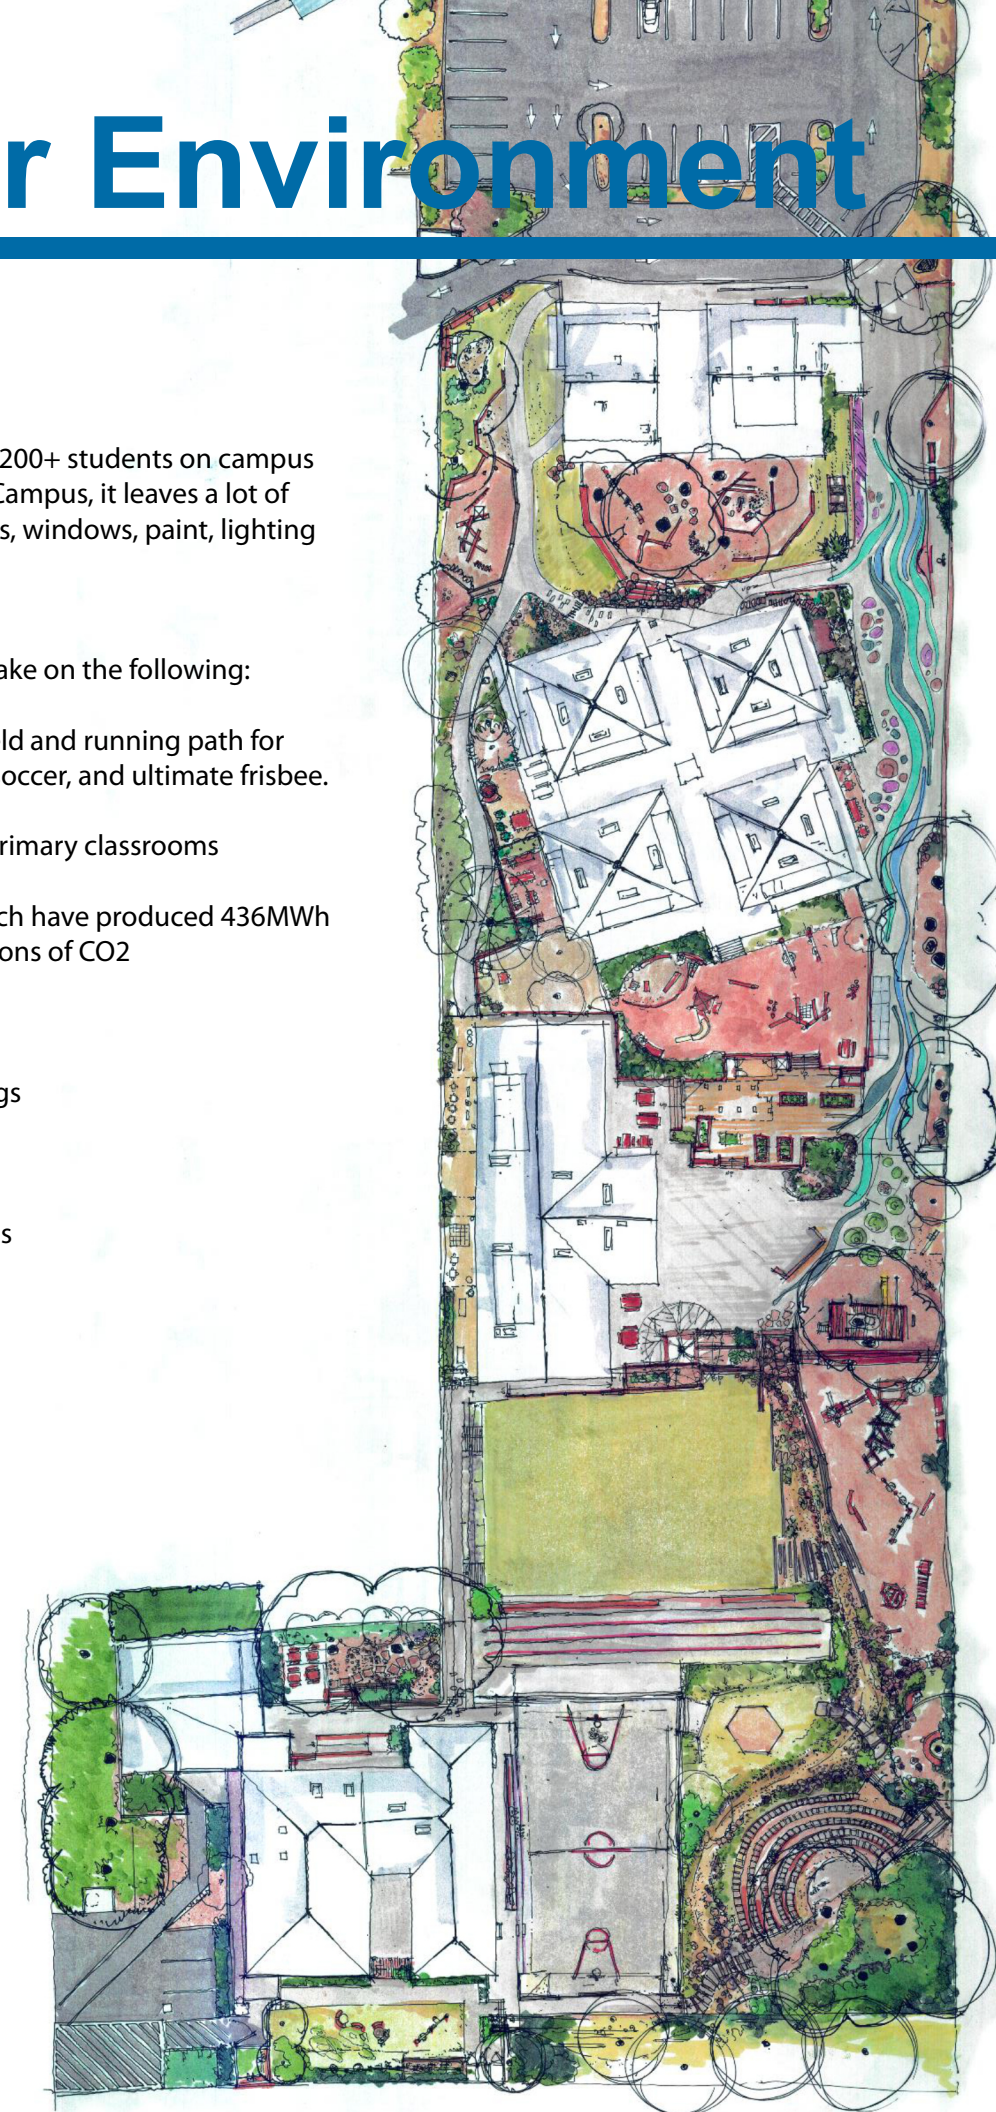 r Environment
200+ students on campus
Campus, it leaves a lot of
s, windows, paint, lighting
ake on the following:
ld and running path for
occer, and ultimate frisbee.
rimary classrooms
ch have produced 436MWh
ons of CO2
gs
s